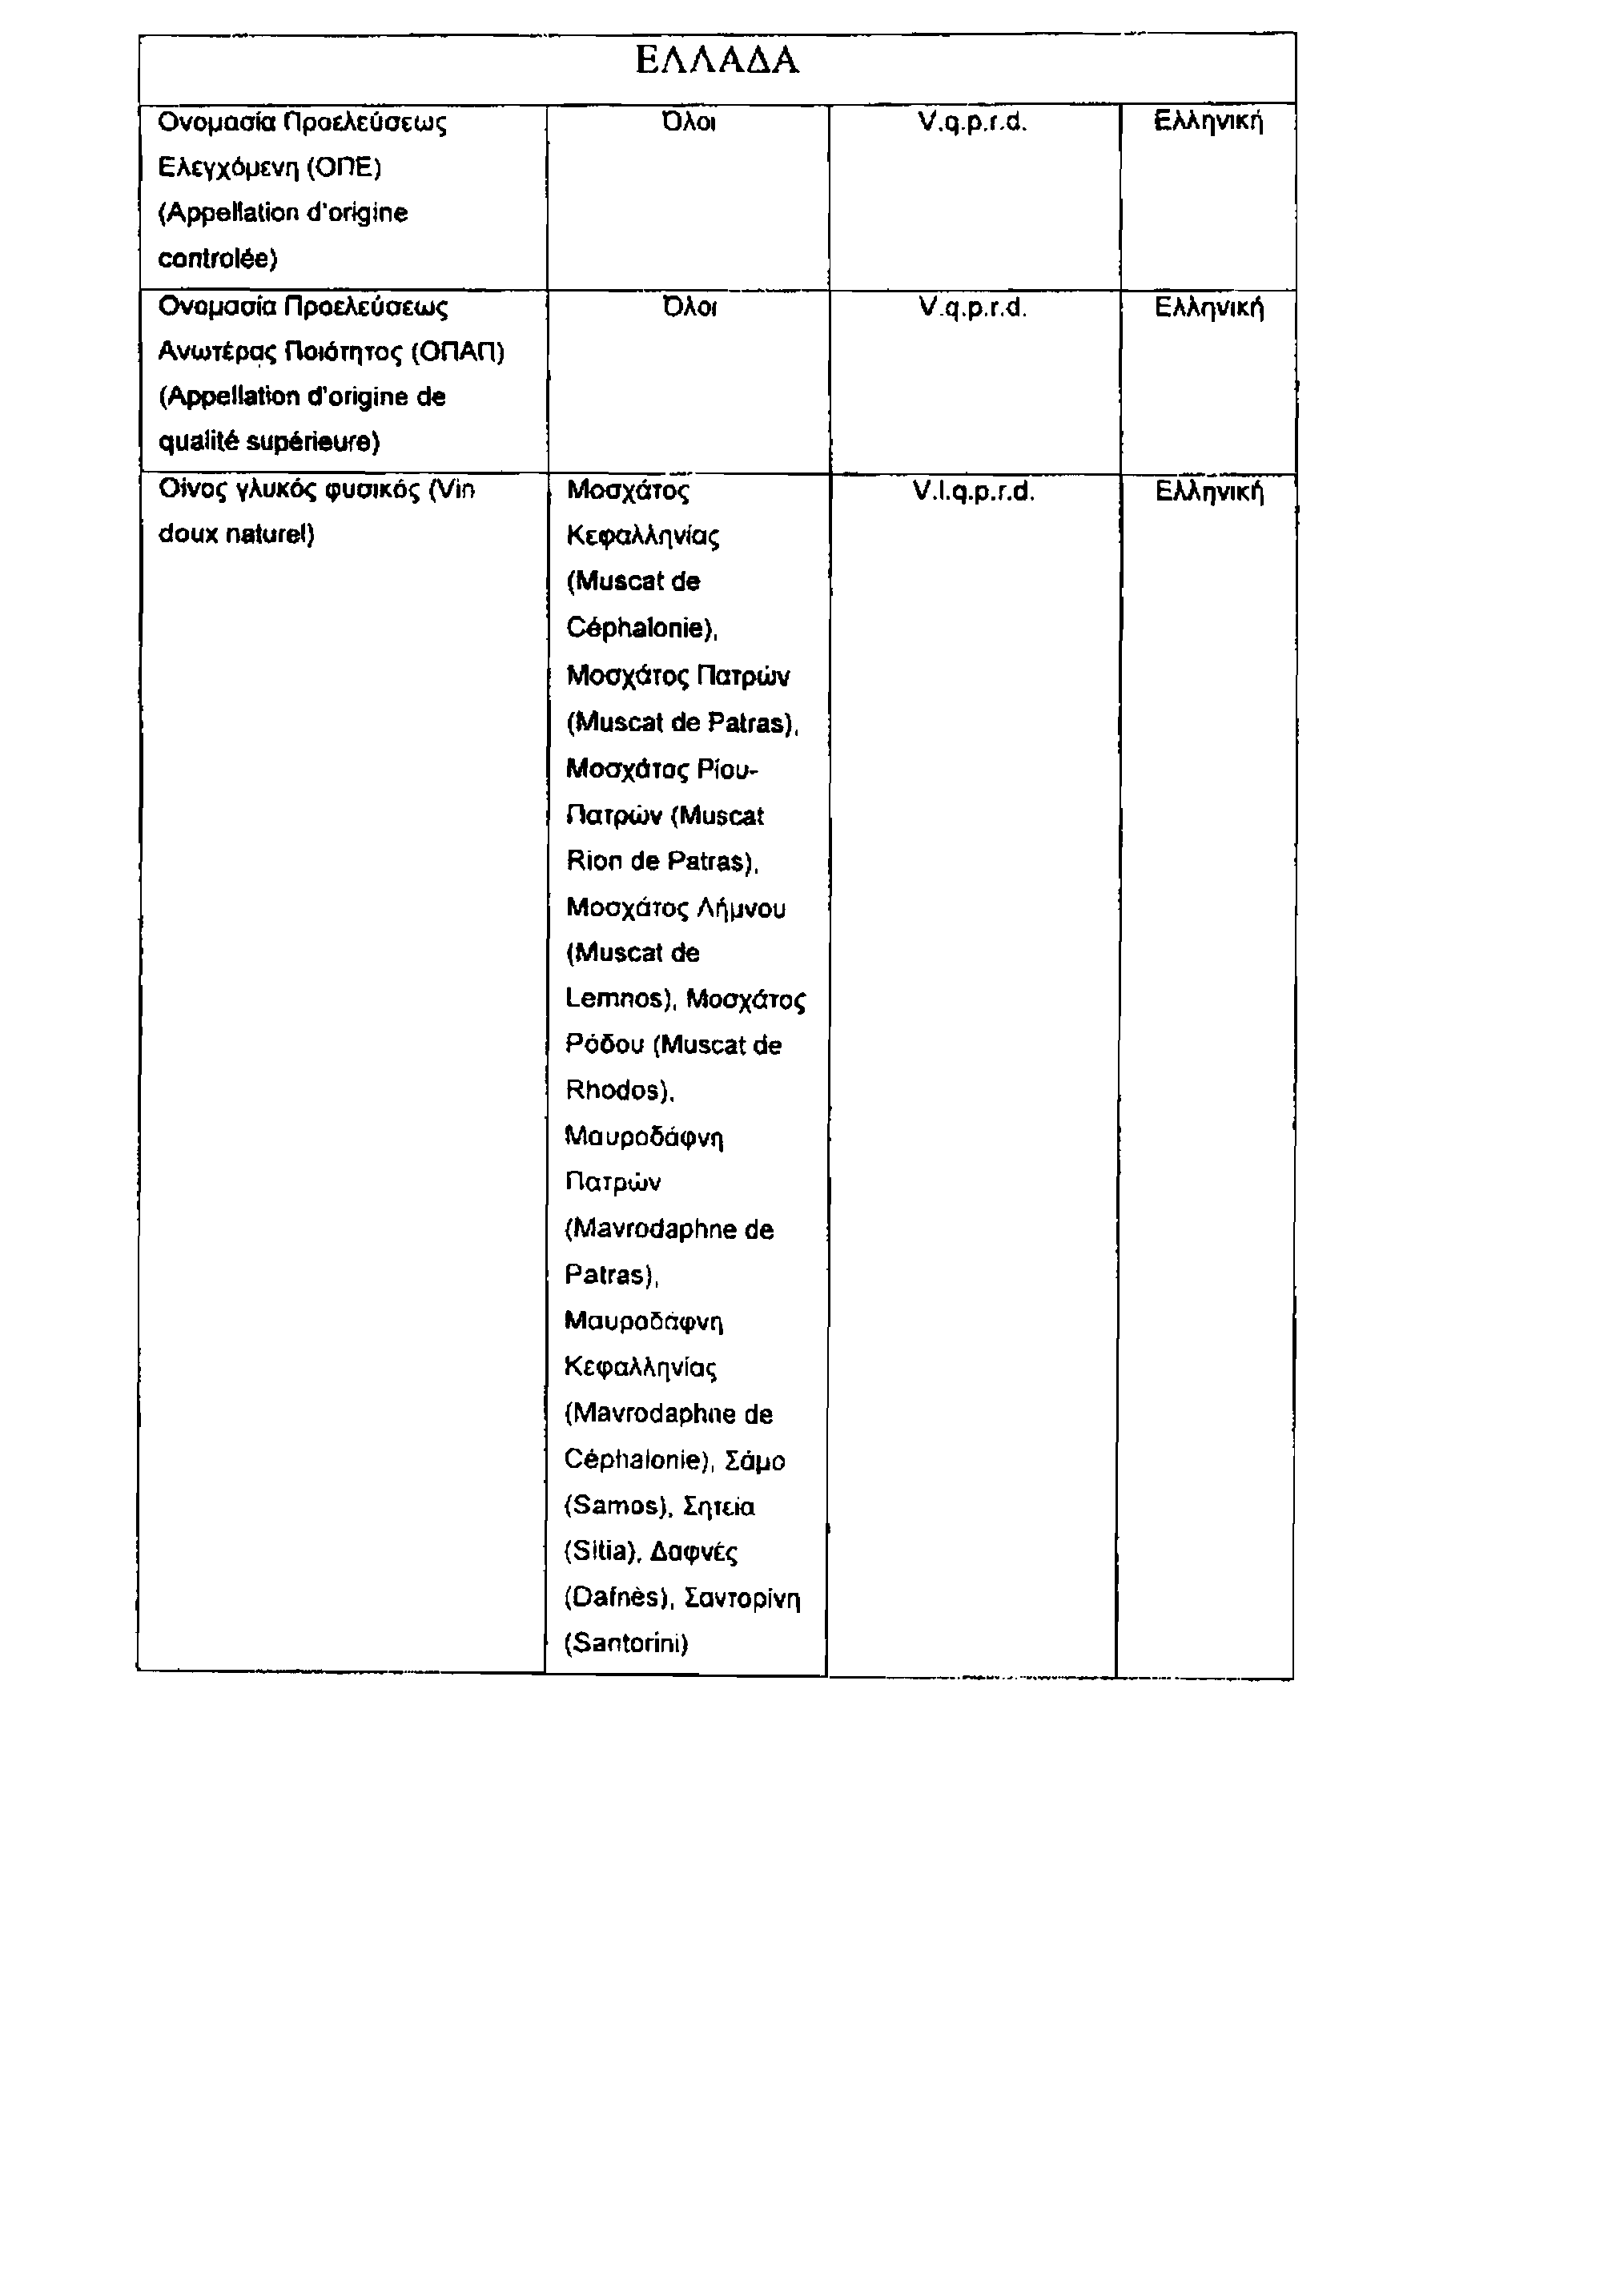 ΕΛΛΑΔΑ
Ονομασία Προελεύσεως
Ελεγχόμενη (ΟΠΕ)
(Appellation d'origine
controlée)
Όλοι
V.q.p.r.d.
Ελληνική
Ονομασία Προελεύσεως
Ανωτέρας Ποιότητος (ΟΠΑΠ)
(Appellation d'origine de
qualité supérieure)
Όλοι
V.q.p.r.d.
Ελληνική
Οίνος γλυκός φυσικός (Vin
doux naturel)
Μοσχάτος
Κεφαλληνίας
(Muscat de
Céphalonie),
Μοσχάτος Πατρών
(Muscat de Patras),
Μοσχάτος Ρίου-
Πατρών (Muscat
Rion de Patras),
Μοσχάτος Λήμνου
(Muscat de
Lemnos), Μοσχάτος
Ρόδου (Muscat de
Rhodos),
Μαυροδάφνη
Πατρών
(Mavrodaphne de
Patras),
Μαυροδάφνη
Κεφαλληνίας
(Mavrodaphne de
Céphalonie), Σάμο
(Samos), Σητεία
(Sitia), Δαφνές
(Dafnès), Σαντορίνη
(Santorini)
V.l.q.p.r.d.
Ελληνική